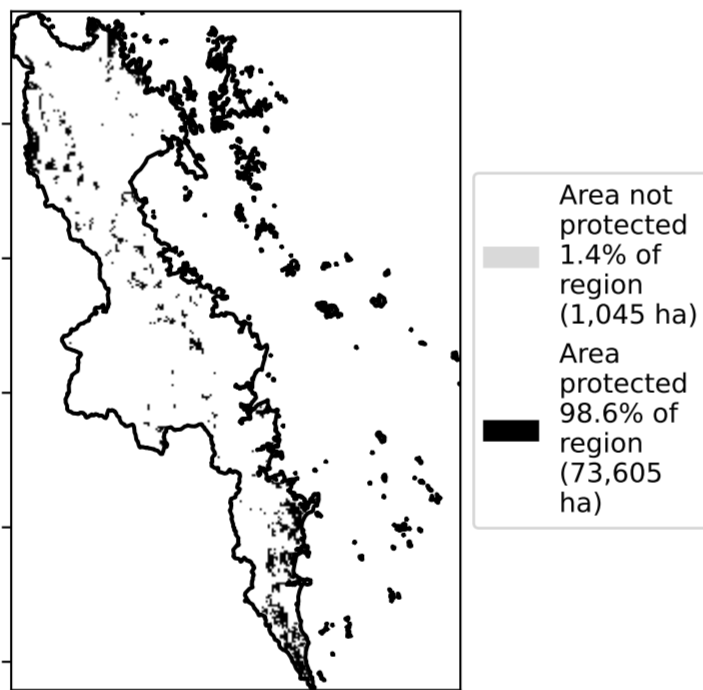 Area not
protected
1.4% of
region
(1,045 ha)
Area
protected
98.6% of
region
(73,605
ha)